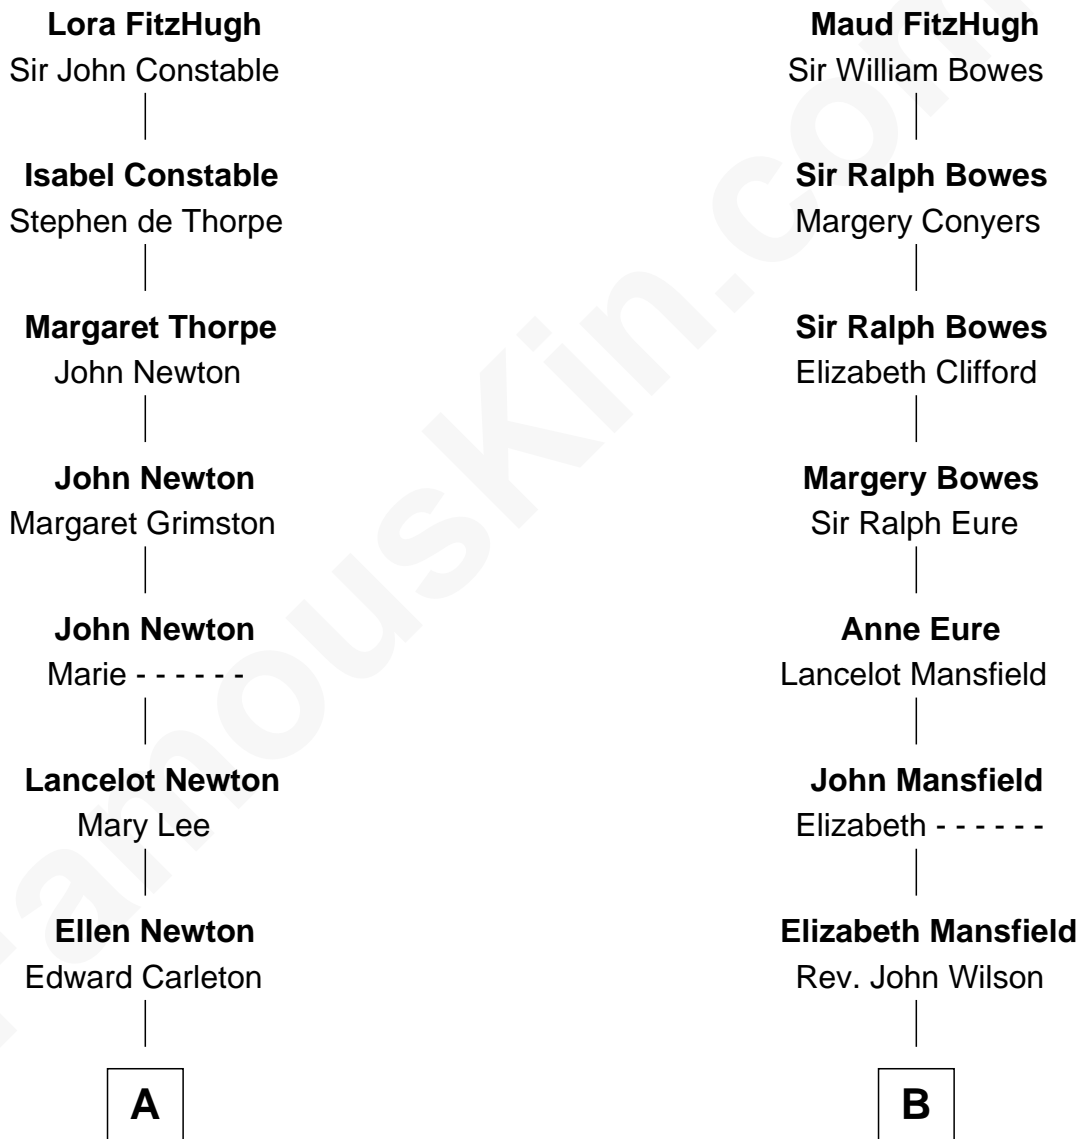 Lora FitzHugh
Sir John Constable
Isabel Constable
Stephen de Thorpe
Margaret Thorpe
John Newton
John Newton
Margaret Grimston
John Newton
Marie - - - - - -
Lancelot Newton
Mary Lee
Ellen Newton
Edward Carleton
A
Maud FitzHugh
Sir William Bowes
Sir Ralph Bowes
Margery Conyers
Sir Ralph Bowes
Elizabeth Clifford
Margery Bowes
Sir Ralph Eure
Anne Eure
Lancelot Mansfield
John Mansfield
Elizabeth - - - - - -
Elizabeth Mansfield
Rev. John Wilson
B
FamousKin.com